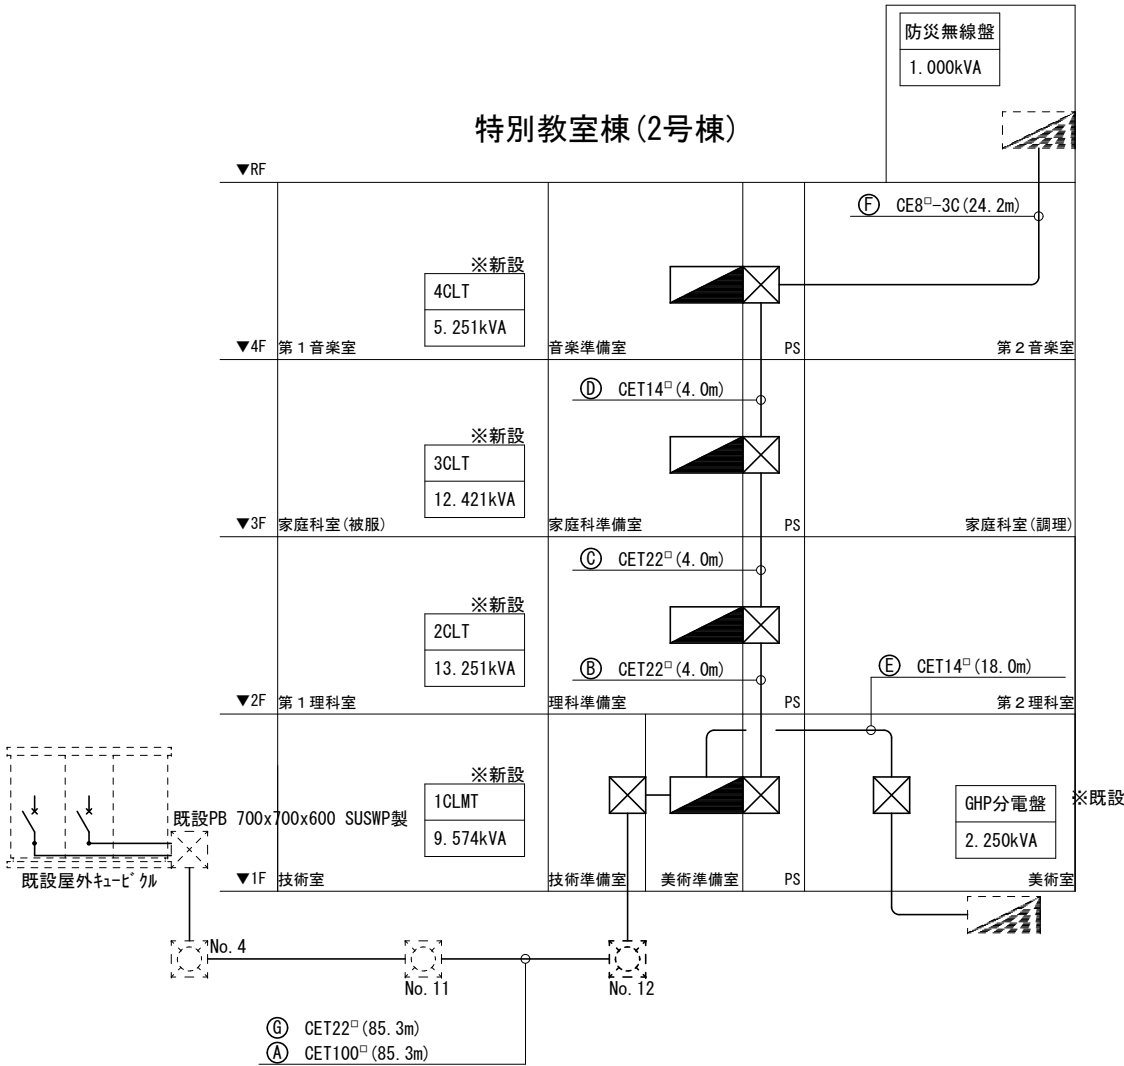 防災無線盤
1.000kVA
特別教室棟(2号棟)
▼RF
Ⓕ CE8□-3C(24.2m)
※新設
4CLT
5.251kVA
▼4F 第1音楽室 音楽準備室 PS 第2音楽室
Ⓓ CET14□(4.0m)
※新設
3CLT
12.421kVA
▼3F 家庭科室(被服) 家庭科準備室 PS 家庭科室(調理)
Ⓒ CET22□(4.0m)
※新設
2CLT
13.251kVA
Ⓑ CET22□(4.0m)
Ⓔ CET14□(18.0m)
▼2F 第1理科室 理科準備室 PS 第2理科室
※新設
1CLMT
9.574kVA
GHP分電盤
2.250kVA
※既設
既設PB 700x700x600 SUSWP製
既設屋外ｷｭｰﾋﾞｸﾙ
▼1F 技術室 技術準備室 美術準備室 PS 美術室
No.4
No.11
No.12
Ⓖ CET22□(85.3m)
Ⓐ CET100□(85.3m)